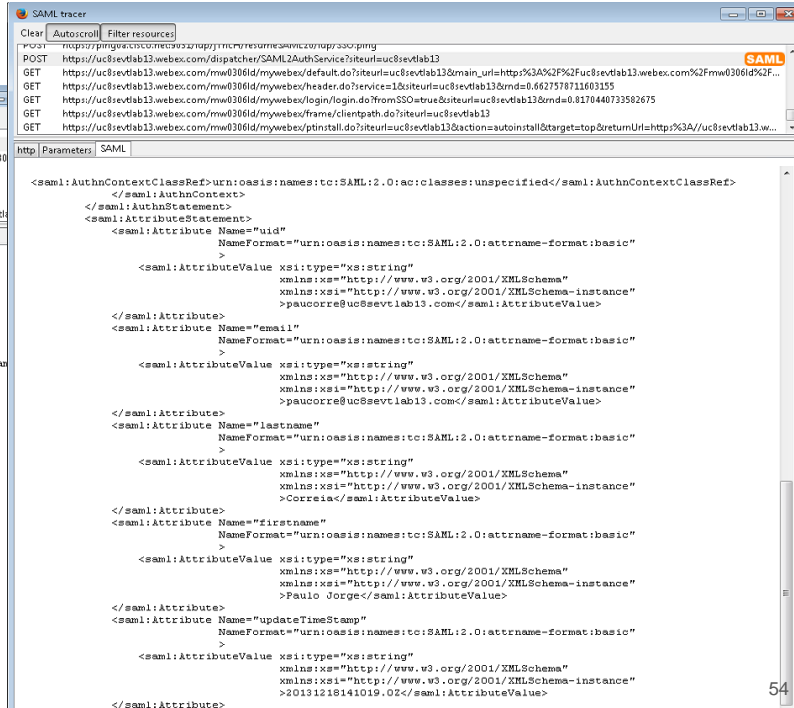 SAML tracer
Clear Autoscroll Filter resources
POST https://pingua.cisco.net:9031/idp/jTHCH/resumeSAML20/idp/SSO.ping
POST https://uc8sevtlab13.webex.com/dispatcher/SAML2AuthService?siteurl=uc8sevtlab13 SAML
GET https://uc8sevtlab13.webex.com/mw0306ld/mywebex/default.do?siteurl=uc8sevtlab13&main_url=https%3A%2F%2Fuc8sevtlab13.webex.com%2Fmw0306ld%2F...
GET https://uc8sevtlab13.webex.com/mw0306ld/mywebex/header.do?service=1&siteurl=uc8sevtlab13&rnd=0.6627578711603155
GET https://uc8sevtlab13.webex.com/mw0306ld/mywebex/login/login.do?fromSSO=true&siteurl=uc8sevtlab13&rnd=0.8170440733582675
GET https://uc8sevtlab13.webex.com/mw0306ld/mywebex/frame/clientpath.do?siteurl=uc8sevtlab13
GET https://uc8sevtlab13.webex.com/mw0306ld/mywebex/ptinstall.do?siteurl=uc8sevtlab13&action=autoinstall&target=top&returnUrl=https%3A//uc8sevtlab13.w...
http Parameters SAML
<saml:AuthnContextClassRef>urn:oasis:names:tc:SAML:2.0:ac:classes:unspecified</saml:AuthnContextClassRef>
</saml:AuthnContext>
</saml:AuthnStatement>
<saml:AttributeStatement>
<saml:Attribute Name="uid"
NameFormat="urn:oasis:names:tc:SAML:2.0:attrname-format:basic"
>
<saml:AttributeValue xsi:type="xs:string"
xmlns:xs="http://www.w3.org/2001/XMLSchema"
xmlns:xsi="http://www.w3.org/2001/XMLSchema-instance"
>paucorre@uc8sevtlab13.com</saml:AttributeValue>
</saml:Attribute>
<saml:Attribute Name="email"
NameFormat="urn:oasis:names:tc:SAML:2.0:attrname-format:basic"
>
<saml:AttributeValue xsi:type="xs:string"
xmlns:xs="http://www.w3.org/2001/XMLSchema"
xmlns:xsi="http://www.w3.org/2001/XMLSchema-instance"
>paucorre@uc8sevtlab13.com</saml:AttributeValue>
</saml:Attribute>
<saml:Attribute Name="lastname"
NameFormat="urn:oasis:names:tc:SAML:2.0:attrname-format:basic"
>
<saml:AttributeValue xsi:type="xs:string"
xmlns:xs="http://www.w3.org/2001/XMLSchema"
xmlns:xsi="http://www.w3.org/2001/XMLSchema-instance"
>Correia</saml:AttributeValue>
</saml:Attribute>
<saml:Attribute Name="firstname"
NameFormat="urn:oasis:names:tc:SAML:2.0:attrname-format:basic"
>
<saml:AttributeValue xsi:type="xs:string"
xmlns:xs="http://www.w3.org/2001/XMLSchema"
xmlns:xsi="http://www.w3.org/2001/XMLSchema-instance"
>Paulo Jorge</saml:AttributeValue>
</saml:Attribute>
<saml:Attribute Name="updateTimeStamp"
NameFormat="urn:oasis:names:tc:SAML:2.0:attrname-format:basic"
>
<saml:AttributeValue xsi:type="xs:string"
xmlns:xs="http://www.w3.org/2001/XMLSchema"
xmlns:xsi="http://www.w3.org/2001/XMLSchema-instance"
>20131218141019.0Z</saml:AttributeValue>
</saml:Attribute>
54